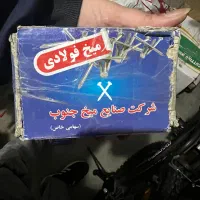 میخ فولادی
شرکت صنایع میخ جنوب
(سهامی خاص)